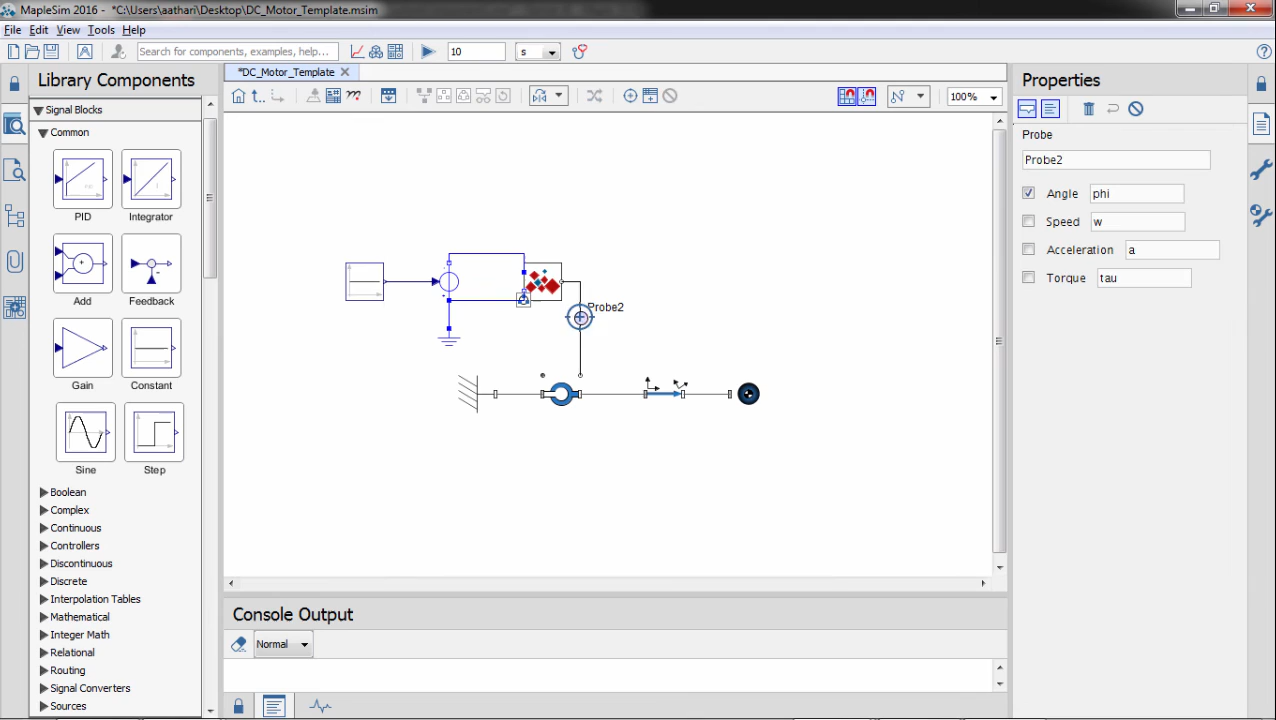 MapleSim 2016 - *C:\Users\aathari\Desktop\DC_Motor_Template.msim
File Edit View Tools Help
Search for components, examples, help... 10 s
Library Components
Signal Blocks
Common
PID Integrator
Add Feedback
Gain Constant
Sine Step
Boolean
Complex
Continuous
Controllers
Discontinuous
Discrete
Interpolation Tables
Mathematical
Integer Math
Relational
Routing
Signal Converters
Sources
*DC_Motor_Template
100%
Probe2
Console Output
Normal
Properties
Probe
Probe2
Angle phi
Speed w
Acceleration a
Torque tau